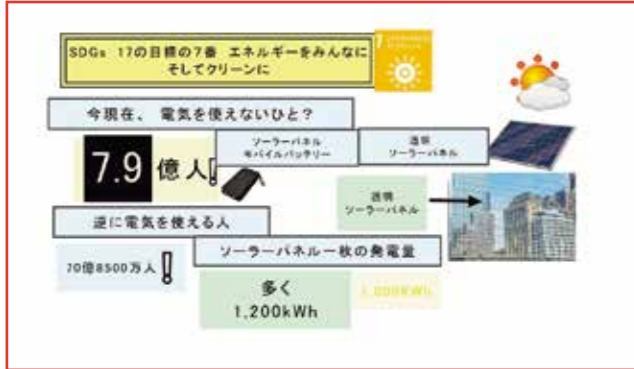 SDGs 17の目標の7番 エネルギーをみんなに
そしてクリーンに
7
今現在、電気を使えないひと？
7.9億人!
ソーラーパネル
モバイルバッテリー
透明
ソーラーパネル
透明
ソーラーパネル
逆に電気を使える人
70億8500万人!
ソーラーパネル一枚の発電量
多く
1,200kWh
1,000KWh